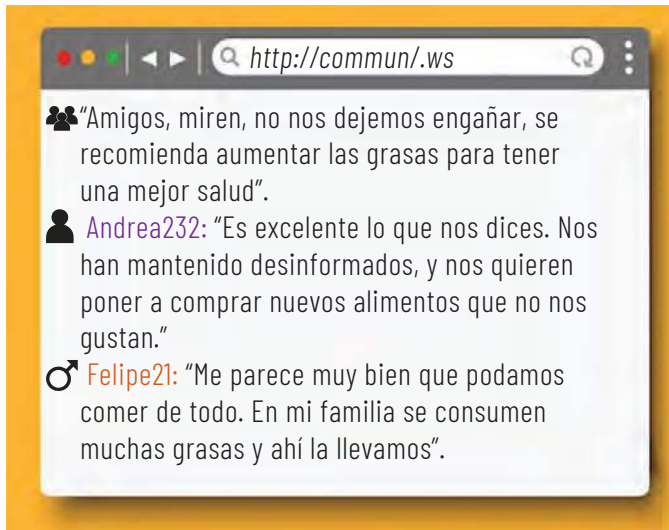 http://commun/.ws
“Amigos, miren, no nos dejemos engañar, se
recomienda aumentar las grasas para tener
una mejor salud”.
Andrea232: “Es excelente lo que nos dices. Nos
han mantenido desinformados, y nos quieren
poner a comprar nuevos alimentos que no nos
gustan.”
Felipe21: “Me parece muy bien que podamos
comer de todo. En mi familia se consumen
muchas grasas y ahí la llevamos”.